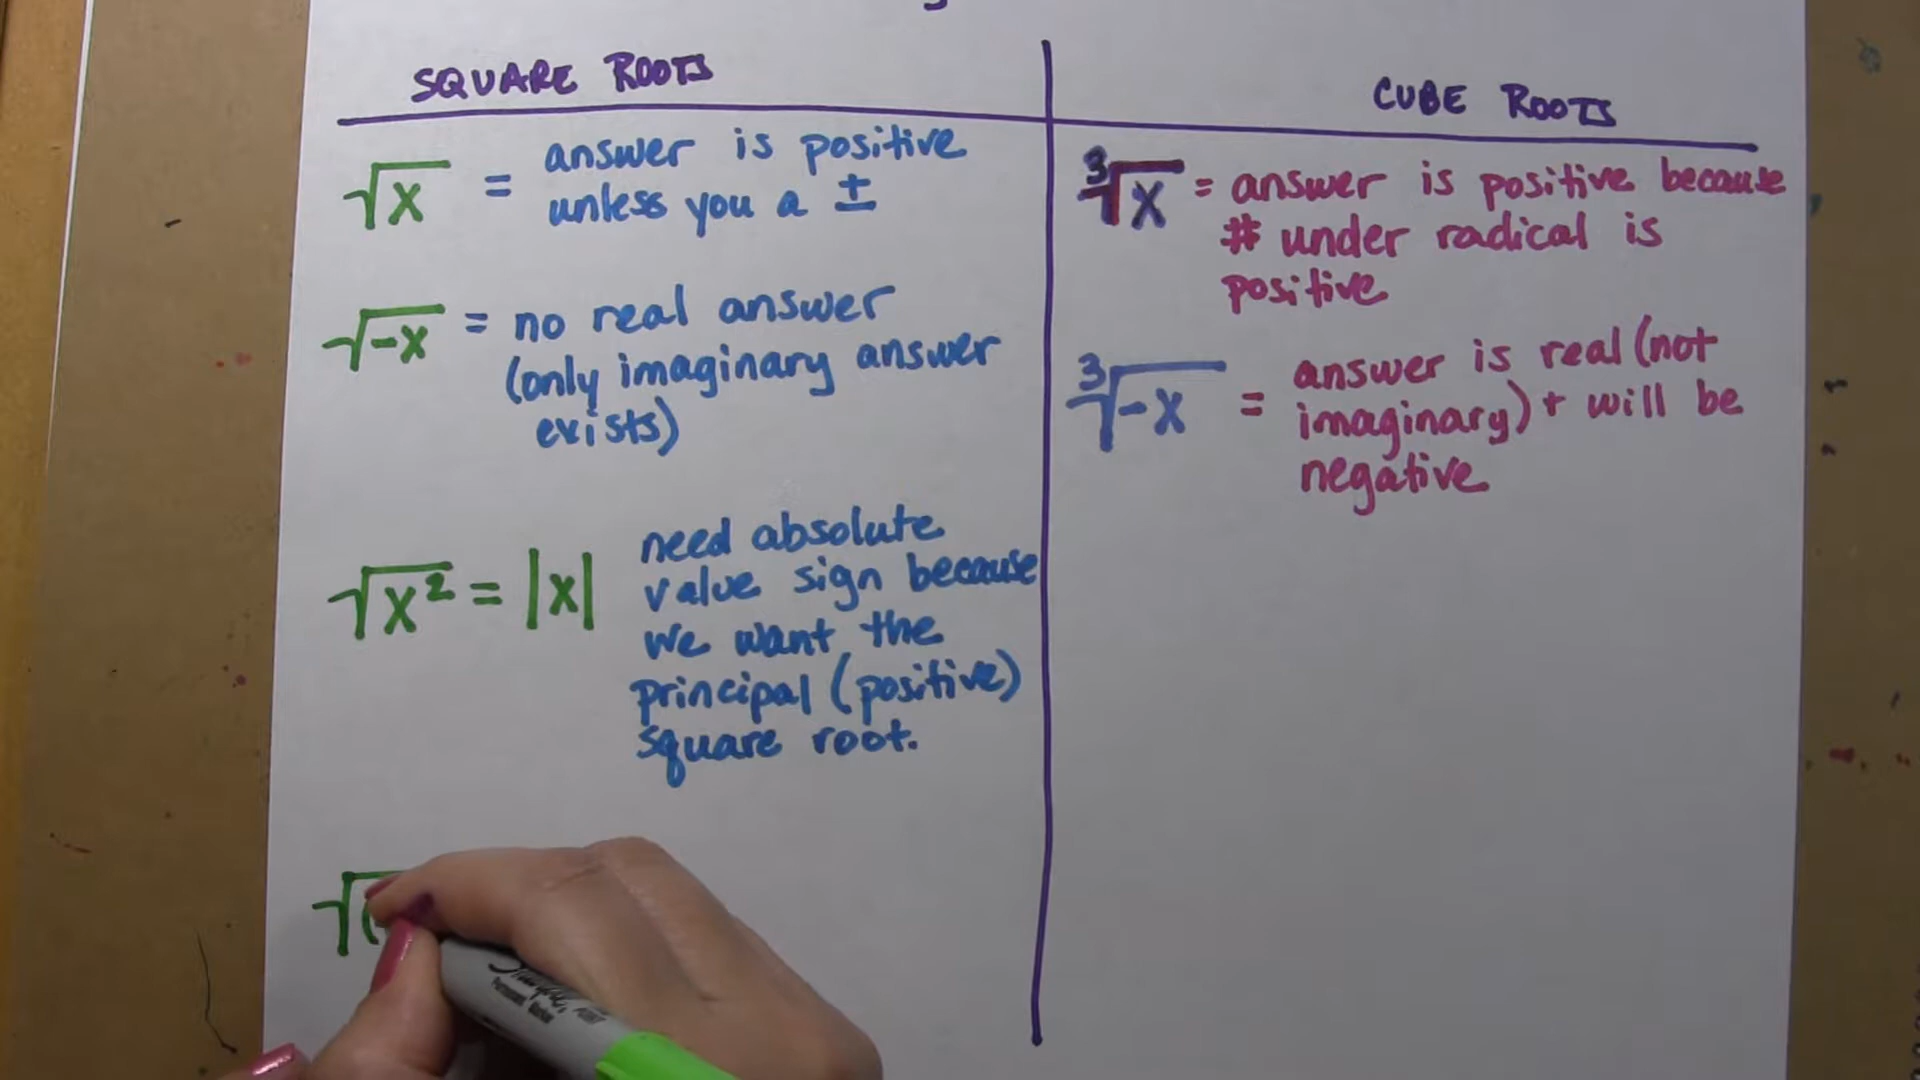 SQUARE ROOTS
√x = answer is positive
unless you a ±
√-x = no real answer
(only imaginary answer
exists)
√x² = |x| need absolute
value sign because
we want the
principal (positive)
square root.
√(
CUBE ROOTS
³√x = answer is positive because
# under radical is
positive
³√-x = answer is real (not
imaginary) + will be
negative